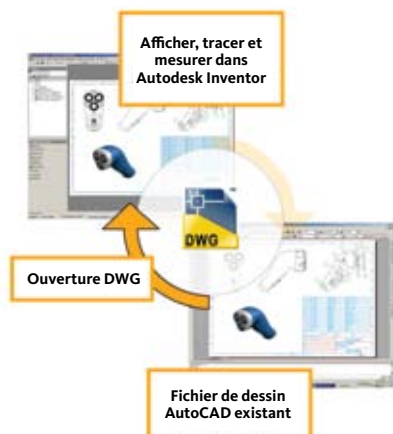 Afficher, tracer et
mesurer dans
Autodesk Inventor
DWG
Ouverture DWG
Fichier de dessin
AutoCAD existant